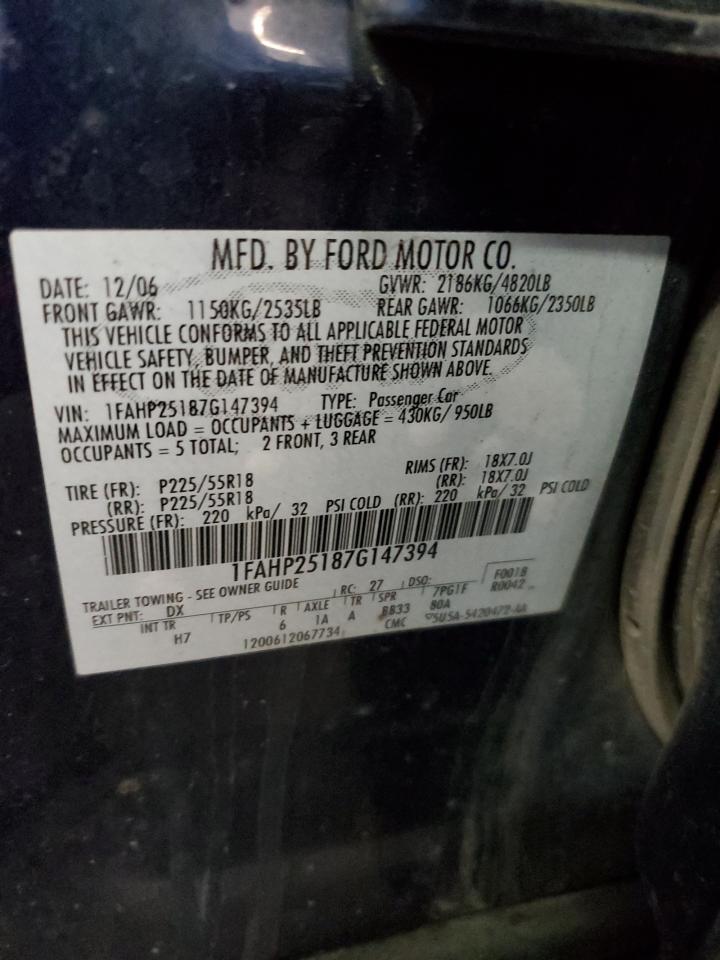 MFD. BY FORD MOTOR CO.
DATE: 12/06 GVWR: 2186KG/4820LB
FRONT GAWR: 1150KG/2535LB REAR GAWR: 1066KG/2350LB
THIS VEHICLE CONFORMS TO ALL APPLICABLE FEDERAL MOTOR
VEHICLE SAFETY, BUMPER, AND THEFT PREVENTION STANDARDS
IN EFFECT ON THE DATE OF MANUFACTURE SHOWN ABOVE.
VIN: 1FAHP25187G147394 TYPE: Passenger Car
MAXIMUM LOAD = OCCUPANTS + LUGGAGE = 430KG/ 950LB
OCCUPANTS = 5 TOTAL; 2 FRONT, 3 REAR
TIRE (FR): P225/55R18 RIMS (FR): 18X7.0J
(RR): P225/55R18 (RR): 18X7.0J
PRESSURE (FR): 220 kPa/ 32 PSI COLD (RR): 220 kPa/ 32 PSI COLD
1FAHP25187G147394
TRAILER TOWING - SEE OWNER GUIDE RC: 27 DSO: F0018
EXT PNT: DX TP/PS R AXLE TR SPR 7PG1F R0042
INT TR 6 1A A BB33 80A
H7 1200612067734 CMC 5U5A-5420472-AA